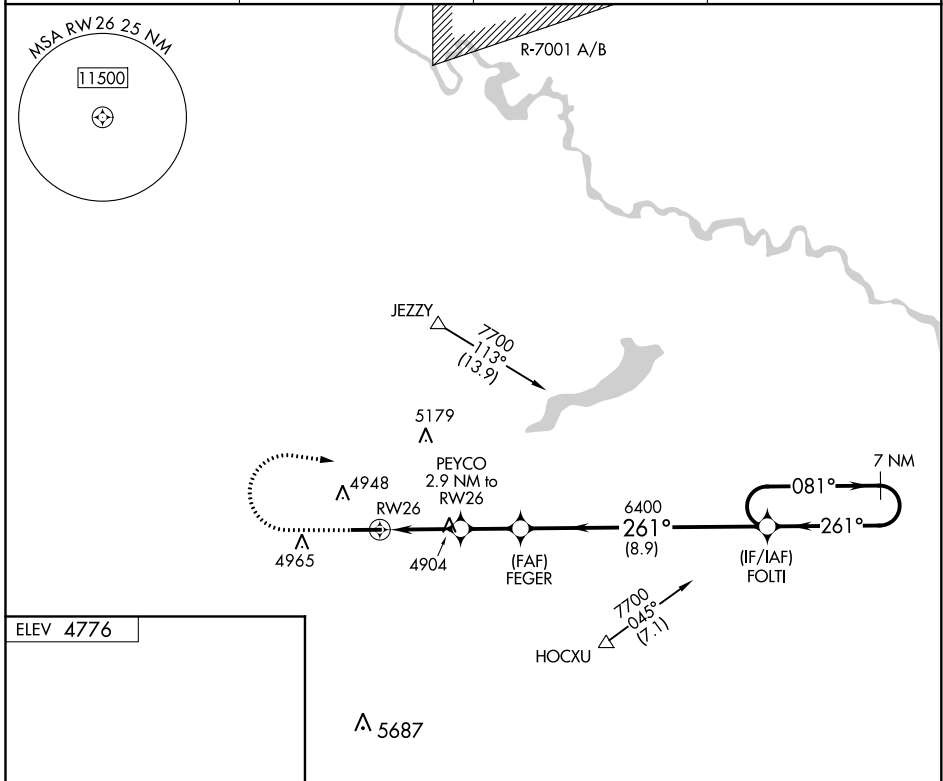 MSA RW26 25 NM
11500
R-7001 A/B
JEZZY
7700
113°
(13.9)
5179
PEYCO
2.9 NM to
RW26
4948
RW26
4965
4904
(FAF)
FEGER
6400
261°
(8.9)
7 NM
081°
261°
(IF/IAF)
FOLTI
7700
045°
(7.1)
HOCXU
ELEV 4776
5687